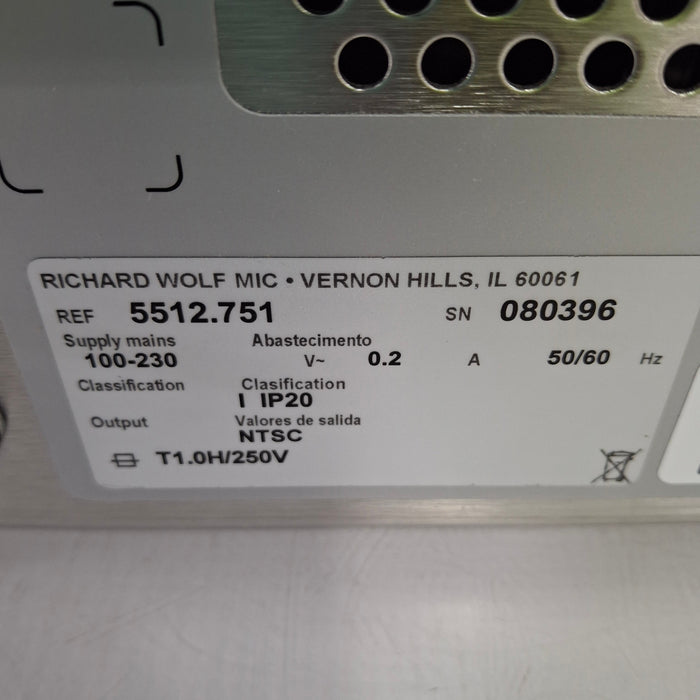 RICHARD WOLF MIC • VERNON HILLS, IL 60061
REF 5512.751 SN 080396
Supply mains Abastecimento
100-230 V~ 0.2 A 50/60 Hz
Classification Clasification
I IP20
Output Valores de salida
NTSC
T1.0H/250V